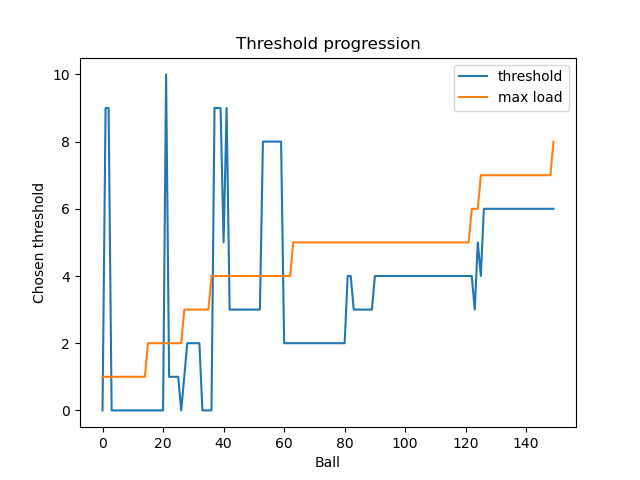 Threshold progression
threshold
max load
Chosen threshold
10
8
6
4
2
0
0 20 40 60 80 100 120 140
Ball